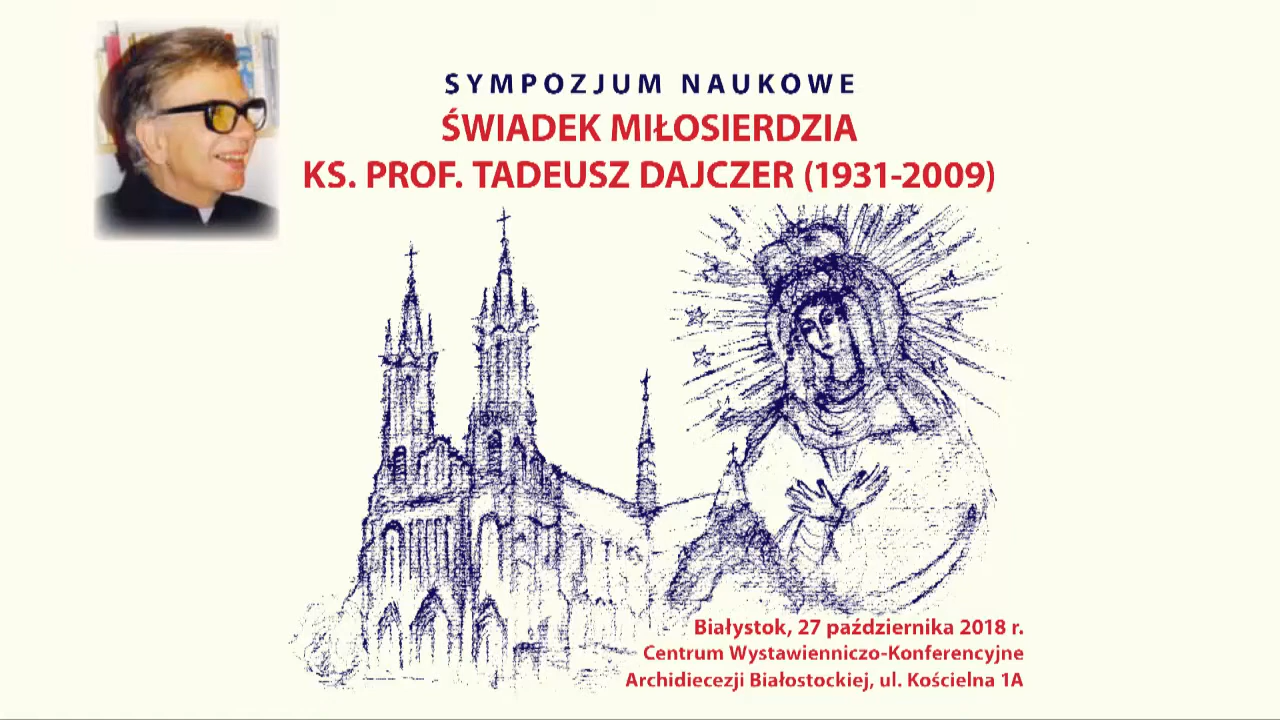 SYMPOZJUM NAUKOWE
ŚWIADEK MIŁOSIERDZIA
KS. PROF. TADEUSZ DAJCZER (1931-2009)
Białystok, 27 października 2018 r.
Centrum Wystawienniczo-Konferencyjne
Archidiecezji Białostockiej, ul. Kościelna 1A